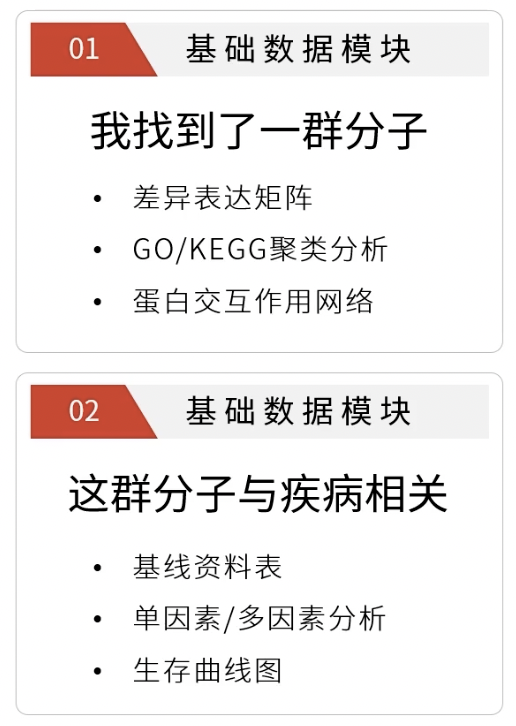 01 基础数据模块
我找到了一群分子
• 差异表达矩阵
• GO/KEGG聚类分析
• 蛋白交互作用网络
02 基础数据模块
这群分子与疾病相关
• 基线资料表
• 单因素/多因素分析
• 生存曲线图